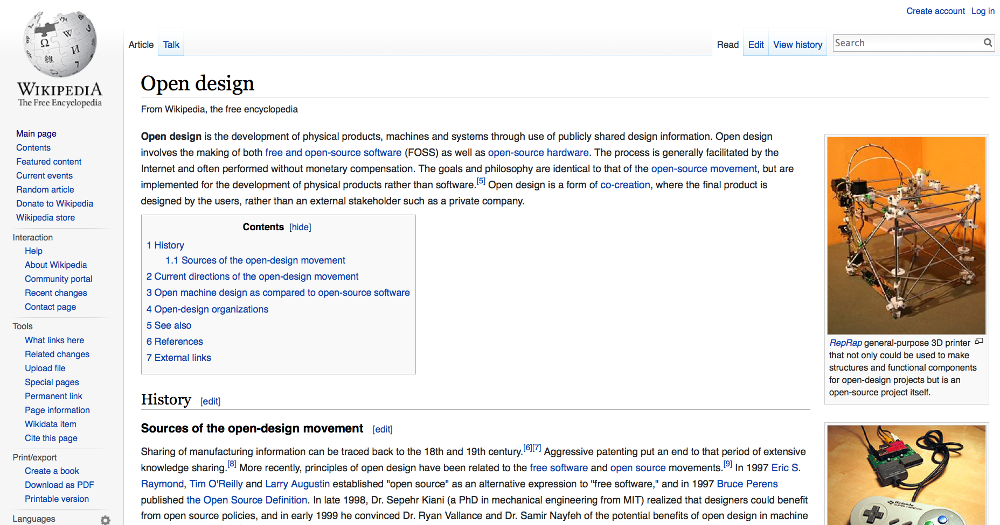 Create account Log in
Ω W И 維 7
WIKIPEDIA
The Free Encyclopedia
Article Talk Read Edit View history Search
Open design
From Wikipedia, the free encyclopedia
Open design is the development of physical products, machines and systems through use of publicly shared design information. Open design
involves the making of both free and open-source software (FOSS) as well as open-source hardware. The process is generally facilitated by the
Internet and often performed without monetary compensation. The goals and philosophy are identical to that of the open-source movement, but are
implemented for the development of physical products rather than software.[5] Open design is a form of co-creation, where the final product is
designed by the users, rather than an external stakeholder such as a private company.
Contents [hide]
1 History
1.1 Sources of the open-design movement
2 Current directions of the open-design movement
3 Open machine design as compared to open-source software
4 Open-design organizations
5 See also
6 References
7 External links
History [edit]
Sources of the open-design movement [edit]
Sharing of manufacturing information can be traced back to the 18th and 19th century.[6][7] Aggressive patenting put an end to that period of extensive
knowledge sharing.[8] More recently, principles of open design have been related to the free software and open source movements.[9] In 1997 Eric S.
Raymond, Tim O'Reilly and Larry Augustin established "open source" as an alternative expression to "free software," and in 1997 Bruce Perens
published the Open Source Definition. In late 1998, Dr. Sepehr Kiani (a PhD in mechanical engineering from MIT) realized that designers could benefit
from open source policies, and in early 1999 he convinced Dr. Ryan Vallance and Dr. Samir Nayfeh of the potential benefits of open design in machine
RepRap general-purpose 3D printer
that not only could be used to make
structures and functional components
for open-design projects but is an
open-source project itself.
Nintendo
SUPER FAMICOM
Main page
Contents
Featured content
Current events
Random article
Donate to Wikipedia
Wikipedia store
Interaction
Help
About Wikipedia
Community portal
Recent changes
Contact page
Tools
What links here
Related changes
Upload file
Special pages
Permanent link
Page information
Wikidata item
Cite this page
Print/export
Create a book
Download as PDF
Printable version
Languages